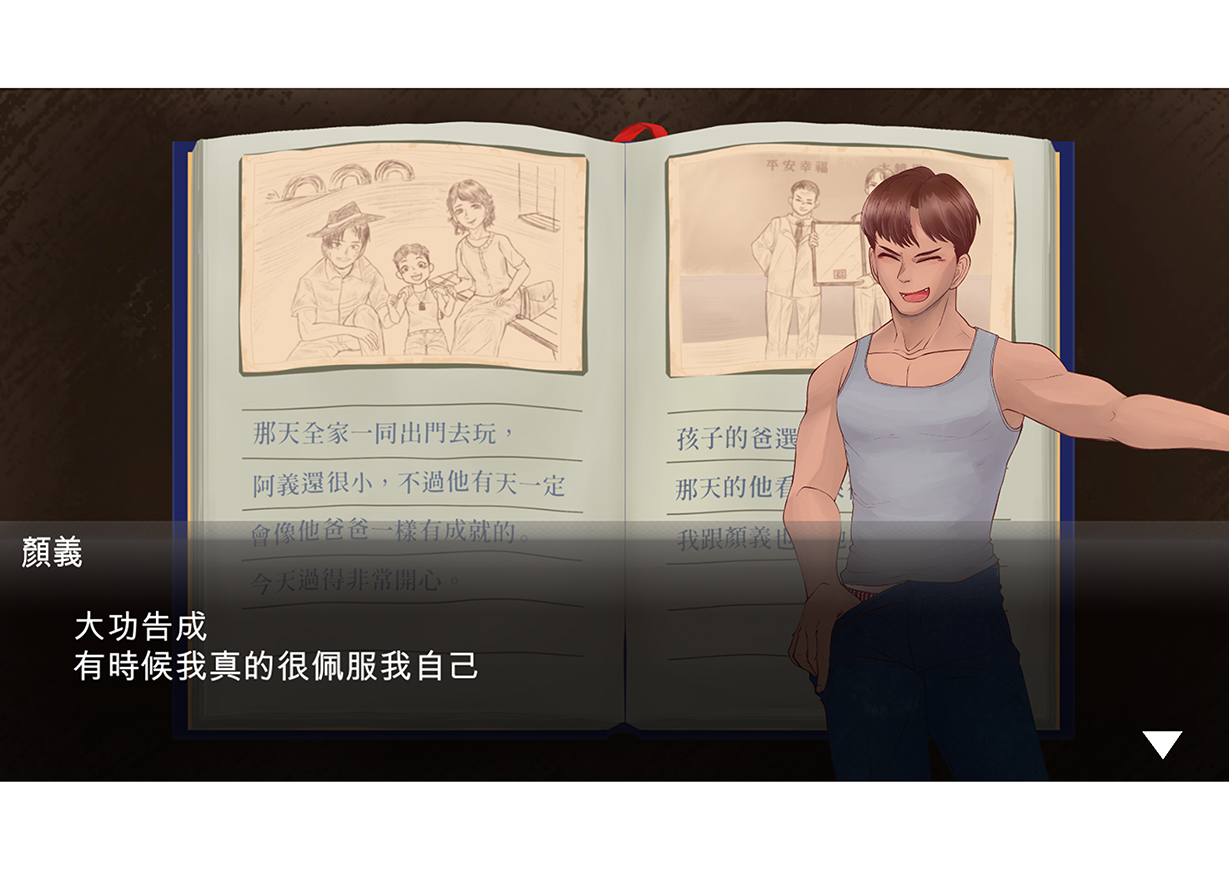 那天全家一同出門去玩，
阿義還很小，不過他有天一定
會像他爸爸一樣有成就的。
今天過得非常開心。
平安幸福
孩子的爸選
那天的他看
我跟顏義也
顏義
大功告成
有時候我真的很佩服我自己